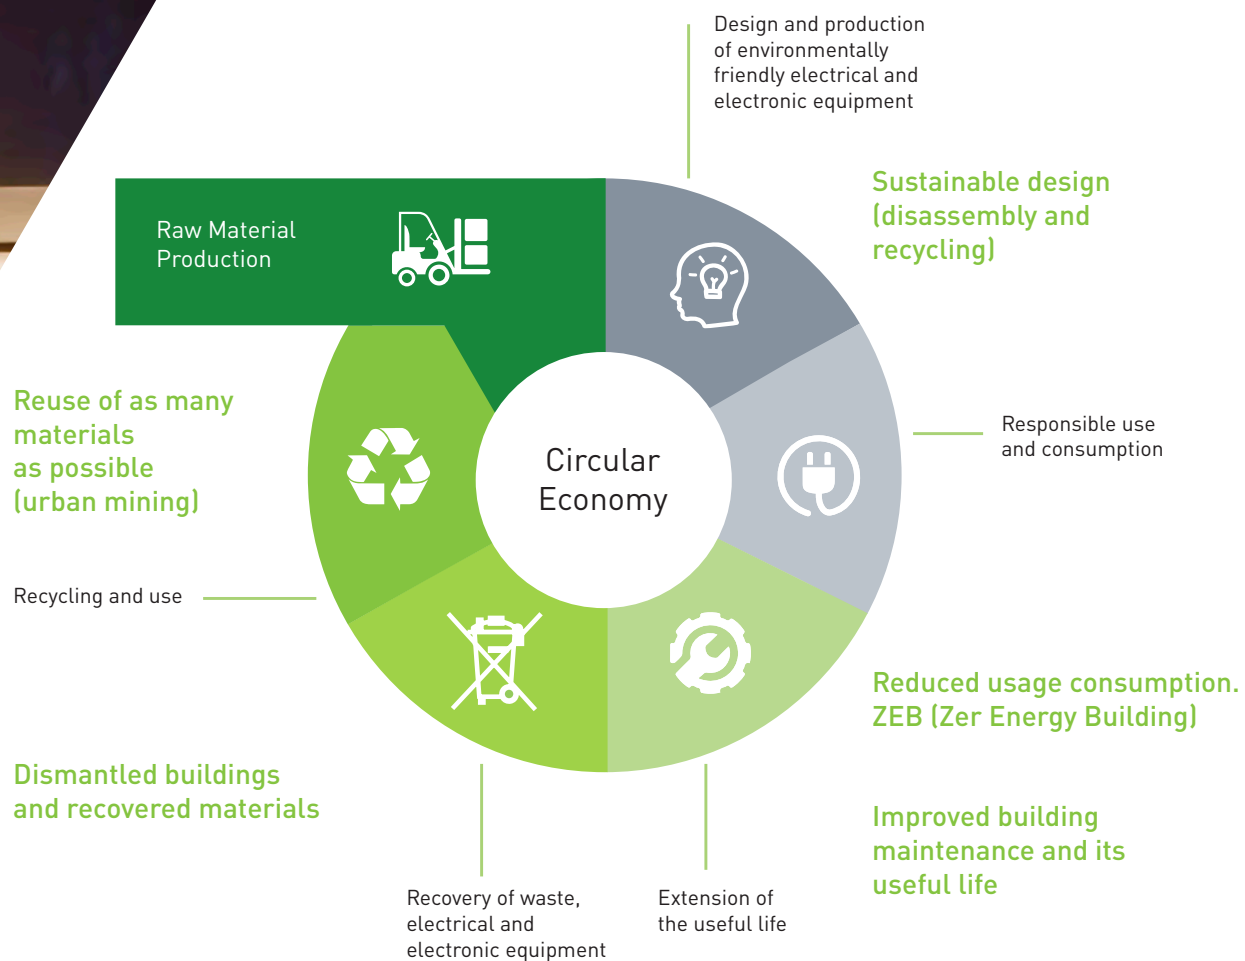 Design and production
of environmentally
friendly electrical and
electronic equipment
Sustainable design
(disassembly and
recycling)
Raw Material
Production
Reuse of as many
materials
as possible
(urban mining)
Circular
Economy
Responsible use
and consumption
Recycling and use
Reduced usage consumption.
ZEB (Zer Energy Building)
Dismantled buildings
and recovered materials
Improved building
maintenance and its
useful life
Recovery of waste,
electrical and
electronic equipment
Extension of
the useful life